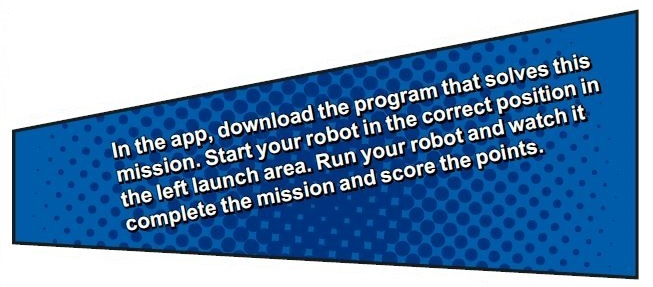 In the app, download the program that solves this
mission. Start your robot in the correct position in
the left launch area. Run your robot and watch it
complete the mission and score the points.